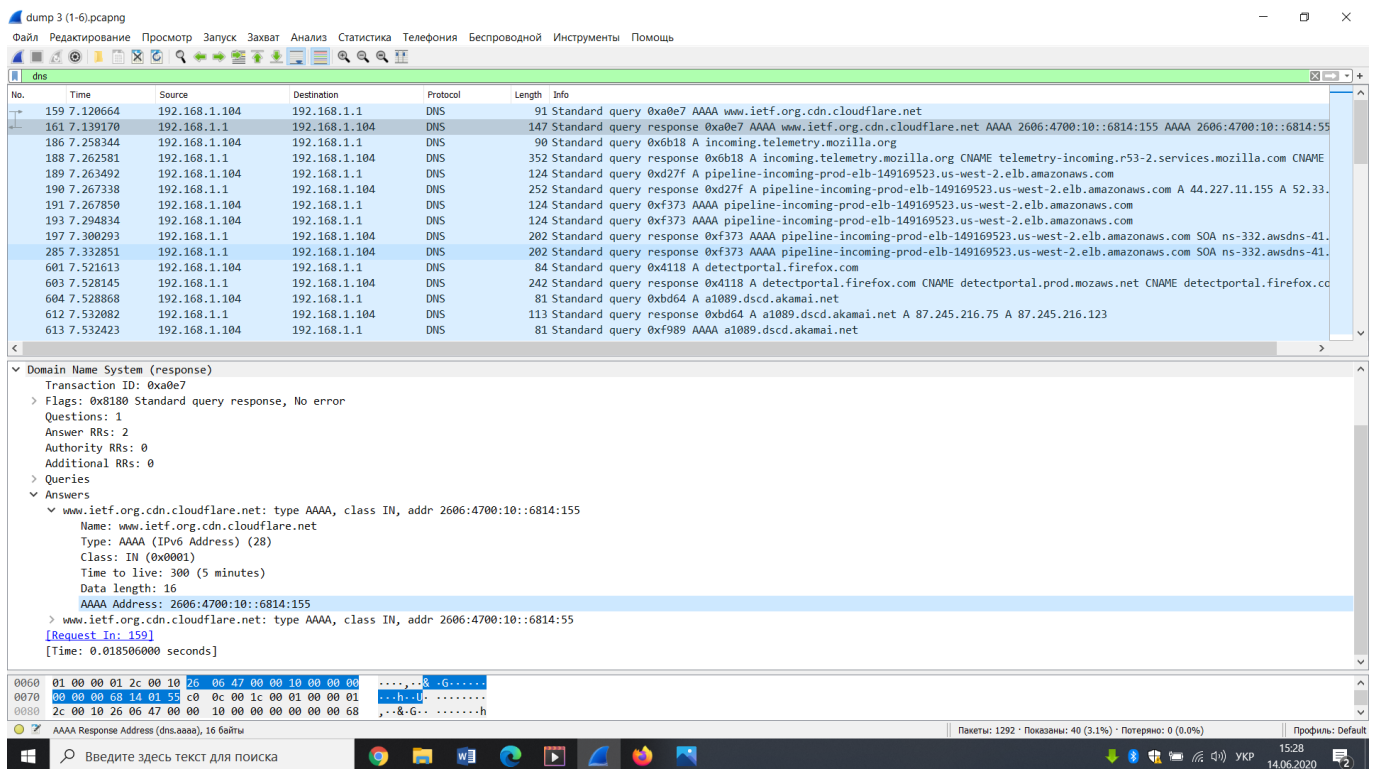 dump 3 (1-6).pcapng
Файл Редактирование Просмотр Запуск Захват Анализ Статистика Телефония Беспроводной Инструменты Помощь
dns
No. Time Source Destination Protocol Length Info
159 7.120664 192.168.1.104 192.168.1.1 DNS 91 Standard query 0xa0e7 AAAA www.ietf.org.cdn.cloudflare.net
161 7.139170 192.168.1.1 192.168.1.104 DNS 147 Standard query response 0xa0e7 AAAA www.ietf.org.cdn.cloudflare.net AAAA 2606:4700:10::6814:155 AAAA 2606:4700:10::6814:55
186 7.258344 192.168.1.104 192.168.1.1 DNS 90 Standard query 0x6b18 A incoming.telemetry.mozilla.org
188 7.262581 192.168.1.1 192.168.1.104 DNS 352 Standard query response 0x6b18 A incoming.telemetry.mozilla.org CNAME telemetry-incoming.r53-2.services.mozilla.com CNAME
189 7.263492 192.168.1.104 192.168.1.1 DNS 124 Standard query 0xd27f A pipeline-incoming-prod-elb-149169523.us-west-2.elb.amazonaws.com
190 7.267338 192.168.1.1 192.168.1.104 DNS 252 Standard query response 0xd27f A pipeline-incoming-prod-elb-149169523.us-west-2.elb.amazonaws.com A 44.227.11.155 A 52.33.
191 7.267850 192.168.1.104 192.168.1.1 DNS 124 Standard query 0xf373 AAAA pipeline-incoming-prod-elb-149169523.us-west-2.elb.amazonaws.com
193 7.294834 192.168.1.104 192.168.1.1 DNS 124 Standard query 0xf373 AAAA pipeline-incoming-prod-elb-149169523.us-west-2.elb.amazonaws.com
197 7.300293 192.168.1.1 192.168.1.104 DNS 202 Standard query response 0xf373 AAAA pipeline-incoming-prod-elb-149169523.us-west-2.elb.amazonaws.com SOA ns-332.awsdns-41.
285 7.332851 192.168.1.1 192.168.1.104 DNS 202 Standard query response 0xf373 AAAA pipeline-incoming-prod-elb-149169523.us-west-2.elb.amazonaws.com SOA ns-332.awsdns-41.
601 7.521613 192.168.1.104 192.168.1.1 DNS 84 Standard query 0x4118 A detectportal.firefox.com
603 7.528145 192.168.1.1 192.168.1.104 DNS 242 Standard query response 0x4118 A detectportal.firefox.com CNAME detectportal.prod.mozaws.net CNAME detectportal.firefox.co
604 7.528868 192.168.1.104 192.168.1.1 DNS 81 Standard query 0xbd64 A a1089.dscd.akamai.net
612 7.532082 192.168.1.1 192.168.1.104 DNS 113 Standard query response 0xbd64 A a1089.dscd.akamai.net A 87.245.216.75 A 87.245.216.123
613 7.532423 192.168.1.104 192.168.1.1 DNS 81 Standard query 0xf989 AAAA a1089.dscd.akamai.net
Domain Name System (response)
Transaction ID: 0xa0e7
Flags: 0x8180 Standard query response, No error
Questions: 1
Answer RRs: 2
Authority RRs: 0
Additional RRs: 0
Queries
Answers
www.ietf.org.cdn.cloudflare.net: type AAAA, class IN, addr 2606:4700:10::6814:155
Name: www.ietf.org.cdn.cloudflare.net
Type: AAAA (IPv6 Address) (28)
Class: IN (0x0001)
Time to live: 300 (5 minutes)
Data length: 16
AAAA Address: 2606:4700:10::6814:155
www.ietf.org.cdn.cloudflare.net: type AAAA, class IN, addr 2606:4700:10::6814:55
[Request In: 159]
[Time: 0.018506000 seconds]
0060 01 00 00 01 2c 00 10 26 06 47 00 00 10 00 00 00 ····,··& ·G······
0070 00 00 00 68 14 01 55 c0 0c 00 1c 00 01 00 00 01 ···h··U· ········
0080 2c 00 10 26 06 47 00 00 10 00 00 00 00 00 00 68 ,··&·G·· ·······h
AAAA Response Address (dns.aaaa), 16 байты Пакеты: 1292 · Показаны: 40 (3.1%) · Потеряно: 0 (0.0%) Профиль: Default
Введите здесь текст для поиска
УКР
15:28
14.06.2020
2